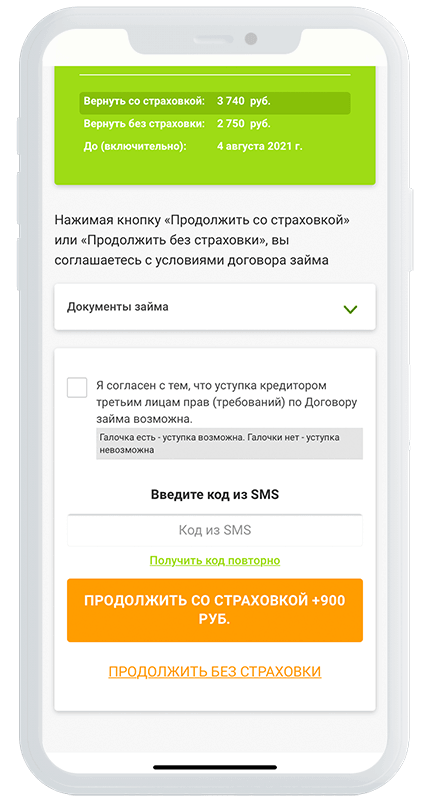 Вернуть со страховкой: 3 740 руб.
Вернуть без страховки: 2 750 руб.
До (включительно): 4 августа 2021 г.
Нажимая кнопку «Продолжить со страховкой»
или «Продолжить без страховки», вы
соглашаетесь с условиями договора займа
Документы займа
Я согласен с тем, что уступка кредитором
третьим лицам прав (требований) по Договору
займа возможна.
Галочка есть - уступка возможна. Галочки нет - уступка
невозможна
Введите код из SMS
Код из SMS
Получить код повторно
ПРОДОЛЖИТЬ СО СТРАХОВКОЙ +900
РУБ.
ПРОДОЛЖИТЬ БЕЗ СТРАХОВКИ